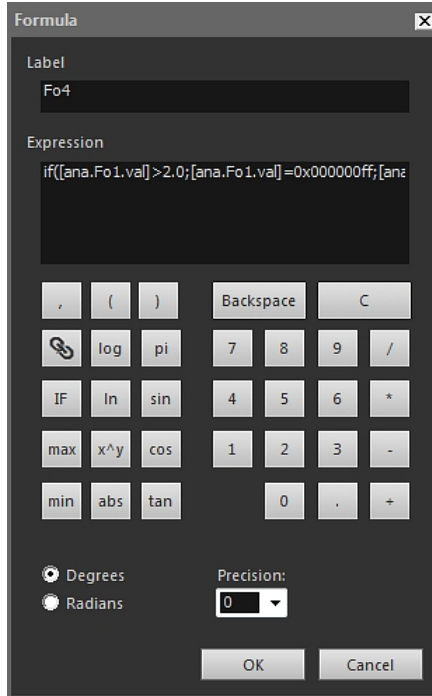 Formula
Label
Fo4
Expression
if([ana.Fo1.val]>2.0;[ana.Fo1.val]=0x000000ff;[ana
, ( ) Backspace C
log pi 7 8 9 /
IF ln sin 4 5 6 *
max x^y cos 1 2 3 -
min abs tan 0 . +
Degrees Precision:
Radians 0
OK Cancel